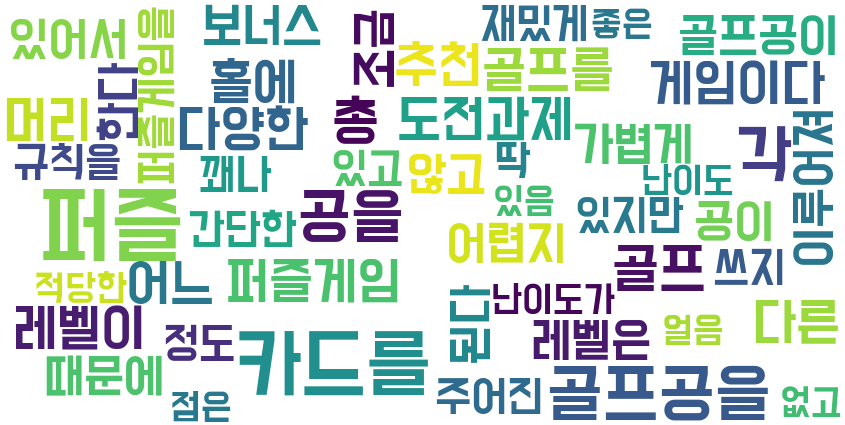 있어서
퍼즐게임을
보너스
조금
재밌게
좋은
골프공이
머리
한다
홀에
추천
골프를
게임이다
다양한
총
도전과제
가볍게
각
이루어져
규칙을
꽤나
있고
않고
딱
난이도
퍼즐
간단한
공을
있음
있지만
공이
어렵지
적당한
어느
퍼즐게임
골프
쓰지
레벨이
정도
카드를
된다
난이도가
레벨은
얼음
다른
때문에
점은
주어진
골프공을
없고